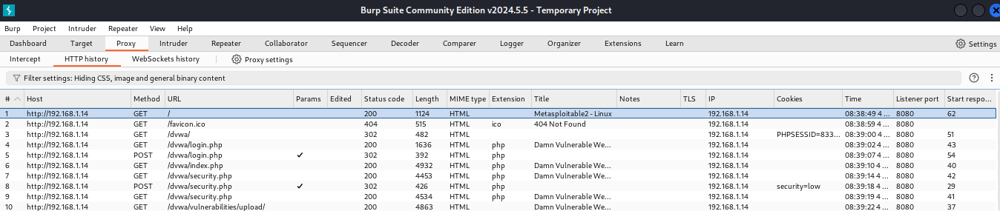 Burp Suite Community Edition v2024.5.5 - Temporary Project
Burp Project Intruder Repeater View Help
Dashboard Target Proxy Intruder Repeater Collaborator Sequencer Decoder Comparer Logger Organizer Extensions Learn Settings
Intercept HTTP history WebSockets history Proxy settings
Filter settings: Hiding CSS, image and general binary content
# Host Method URL Params Edited Status code Length MIME type Extension Title Notes TLS IP Cookies Time Listener port Start respo...
1 http://192.168.1.14 GET / 200 1124 HTML Metasploitable2 - Linux 192.168.1.14 08:38:49 4 ... 8080 62
2 http://192.168.1.14 GET /favicon.ico 404 515 HTML ico 404 Not Found 192.168.1.14 08:38:59 4 ... 8080
3 http://192.168.1.14 GET /dvwa/ 302 482 HTML 192.168.1.14 PHPSESSID=833... 08:39:00 4 ... 8080 51
4 http://192.168.1.14 GET /dvwa/login.php 200 1636 HTML php Damn Vulnerable We... 192.168.1.14 08:39:02 4 ... 8080 43
5 http://192.168.1.14 POST /dvwa/login.php ✓ 302 392 HTML php 192.168.1.14 08:39:07 4 ... 8080 54
6 http://192.168.1.14 GET /dvwa/index.php 200 4932 HTML php Damn Vulnerable We... 192.168.1.14 08:39:10 4 ... 8080 40
7 http://192.168.1.14 GET /dvwa/security.php 200 4453 HTML php Damn Vulnerable We... 192.168.1.14 08:39:14 4 ... 8080 42
8 http://192.168.1.14 POST /dvwa/security.php ✓ 302 426 HTML php 192.168.1.14 security=low 08:39:18 4 ... 8080 29
9 http://192.168.1.14 GET /dvwa/security.php 200 4534 HTML php Damn Vulnerable We... 192.168.1.14 08:39:19 4 ... 8080 41
10 http://192.168.1.14 GET /dvwa/vulnerabilities/upload/ 200 4863 HTML Damn Vulnerable We... 192.168.1.14 08:39:22 4 ... 8080 37